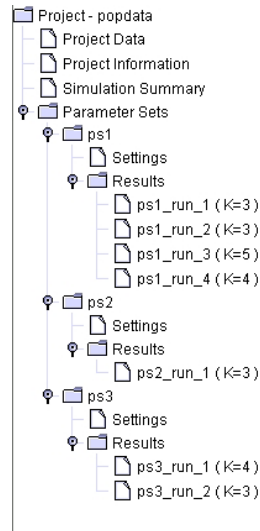 Project - popdata
Project Data
Project Information
Simulation Summary
Parameter Sets
ps1
Settings
Results
ps1_run_1 ( K=3 )
ps1_run_2 ( K=3 )
ps1_run_3 ( K=5 )
ps1_run_4 ( K=4 )
ps2
Settings
Results
ps2_run_1 ( K=3 )
ps3
Settings
Results
ps3_run_1 ( K=4 )
ps3_run_2 ( K=3 )